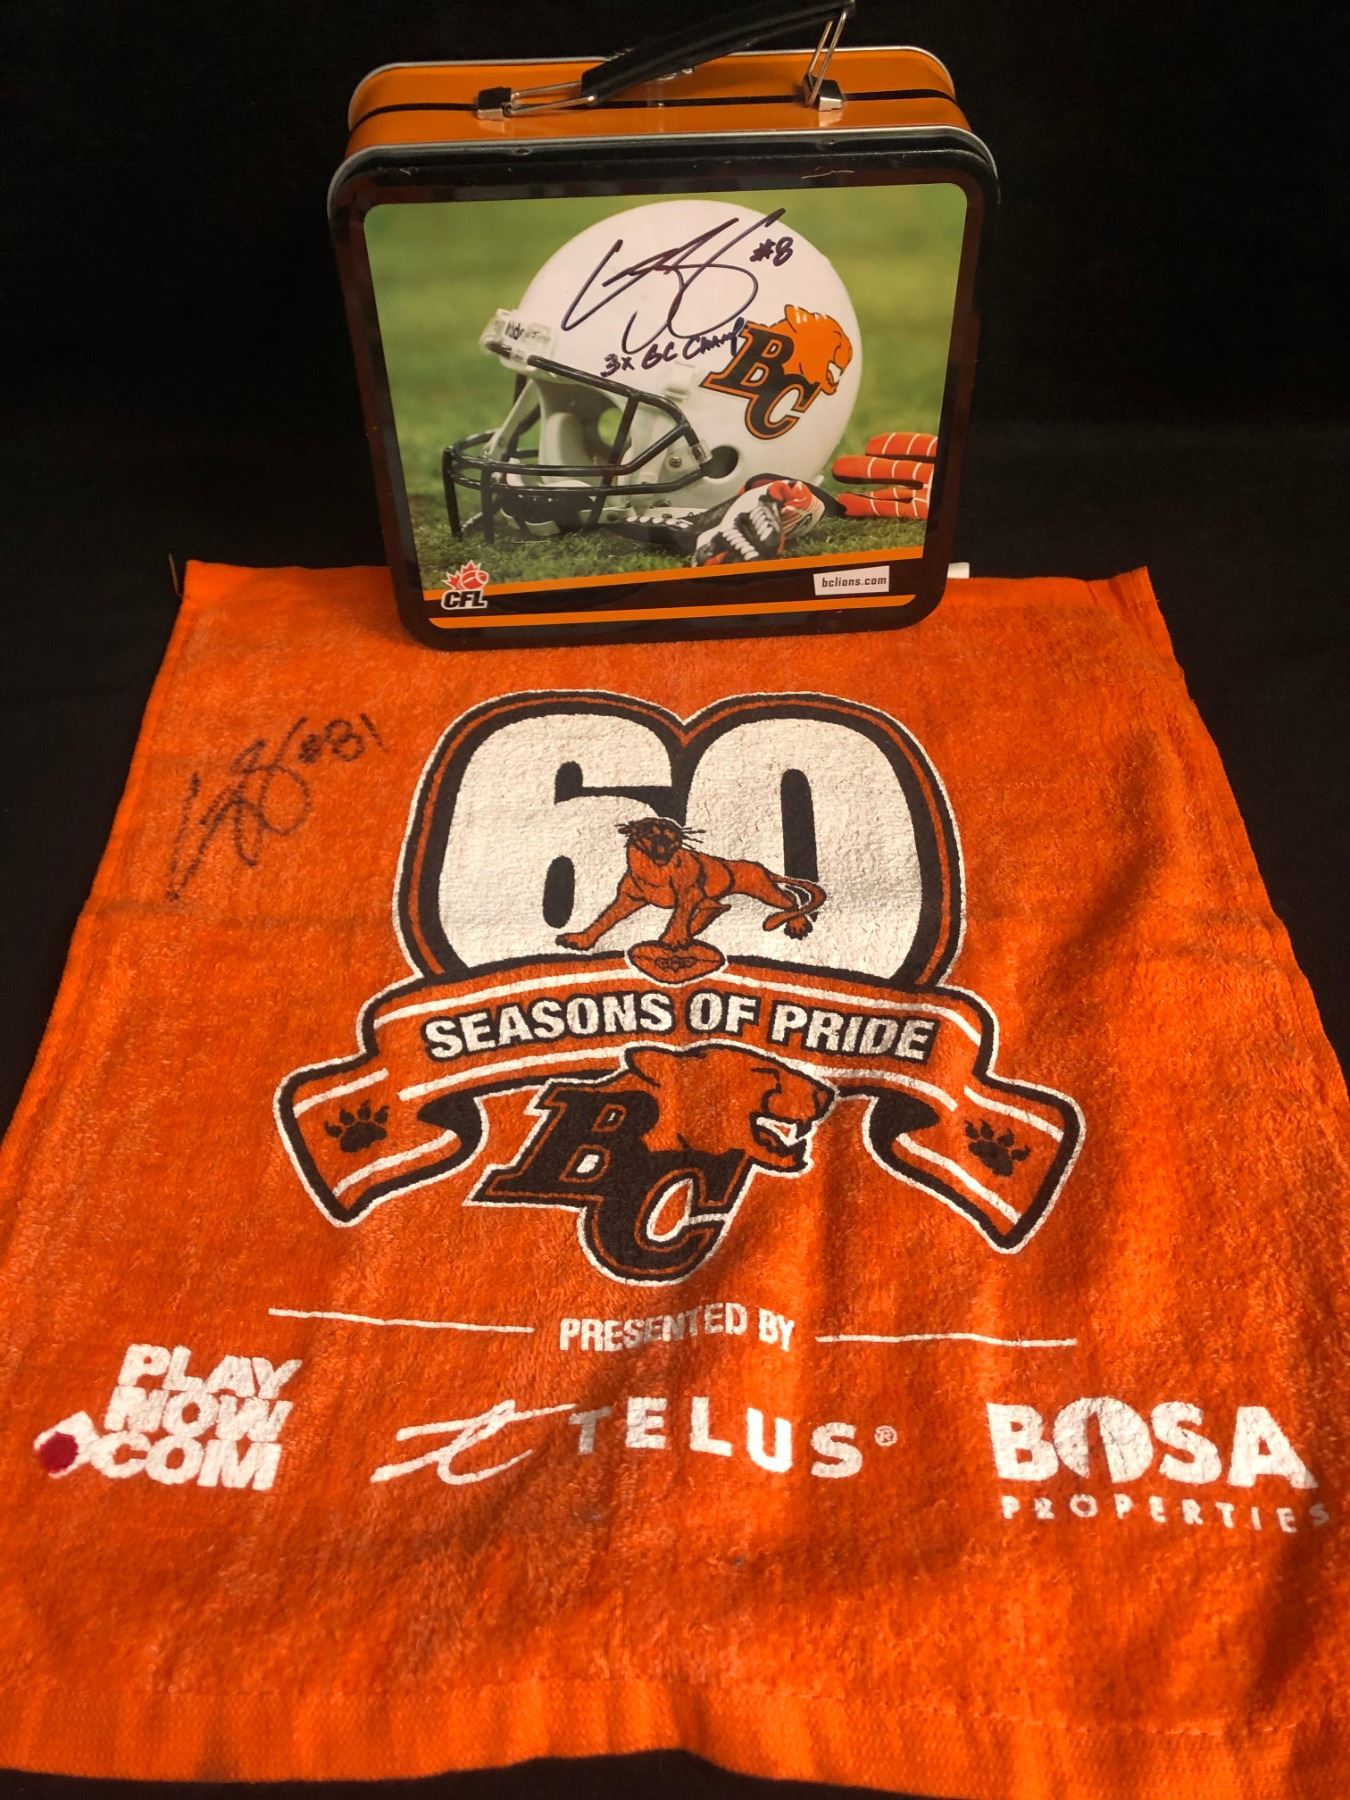 #8
3x BC CHAMP
BC
CFL
bclions.com
#81
60
SEASONS OF PRIDE
BC
PRESENTED BY
PLAY
NOW
.COM
TELUS®
BOSA
PROPERTIES